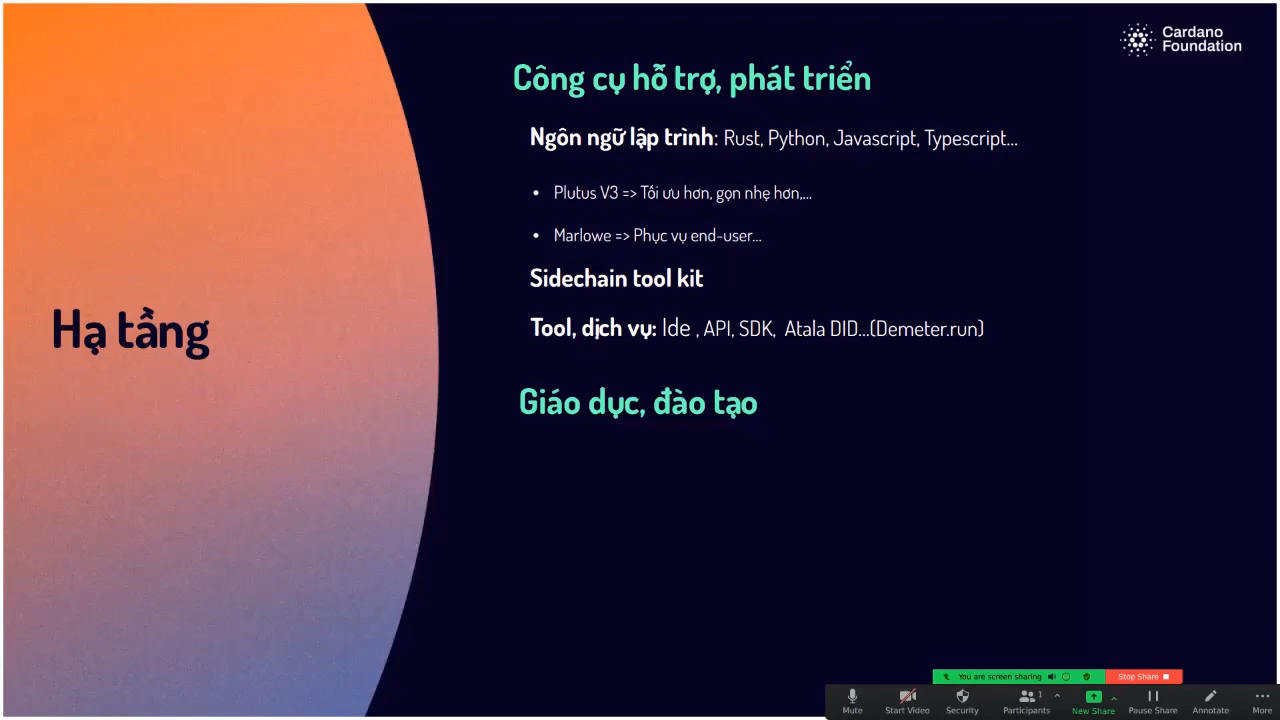 Cardano
Foundation
Công cụ hỗ trợ, phát triển
Ngôn ngữ lập trình: Rust, Python, Javascript, Typescript...
• Plutus V3 => Tối ưu hơn, gọn nhẹ hơn,...
• Marlowe => Phục vụ end-user...
Sidechain tool kit
Hạ tầng
Tool, dịch vụ: Ide , API, SDK, Atala DID...(Demeter.run)
Giáo dục, đào tạo
You are screen sharing
Stop Share
Mute
Start Video
Security
Participants
1
New Share
Pause Share
Annotate
More